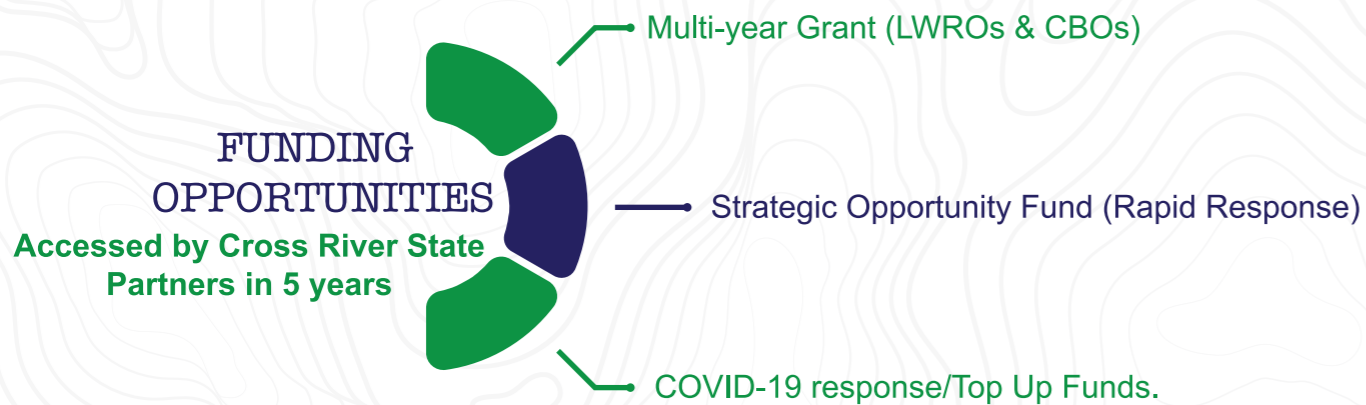 Multi-year Grant (LWROs & CBOs)
FUNDING
OPPORTUNITIES
Accessed by Cross River State
Partners in 5 years
Strategic Opportunity Fund (Rapid Response)
COVID-19 response/Top Up Funds.